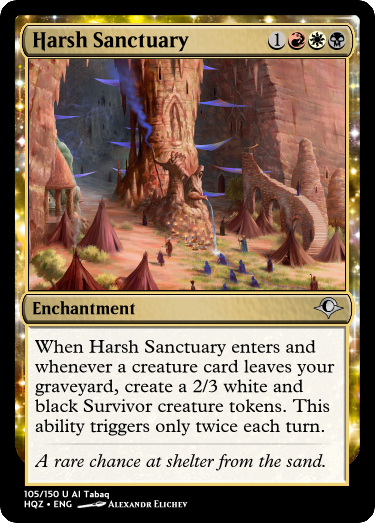 Harsh Sanctuary 1
Enchantment
When Harsh Sanctuary enters and
whenever a creature card leaves your
graveyard, create a 2/3 white and
black Survivor creature tokens. This
ability triggers only twice each turn.
A rare chance at shelter from the sand.
105/150 U AI Tabaq
HQZ • ENG Alexandr Elichev